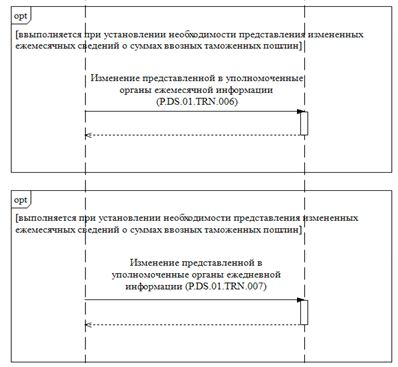 opt
[ввыполняется при установлении необходимости представления измененных
ежемесячных сведений о суммах ввозных таможенных пошлин]
Изменение представленной в уполномоченные
органы ежемесячной информации
(P.DS.01.TRN.006)
opt
[выполняется при установлении необходимости представления измененных
ежемесячных сведений о суммах ввозных таможенных пошлин]
Изменение представленной в
уполномоченные органы ежедневной
информации (P.DS.01.TRN.007)